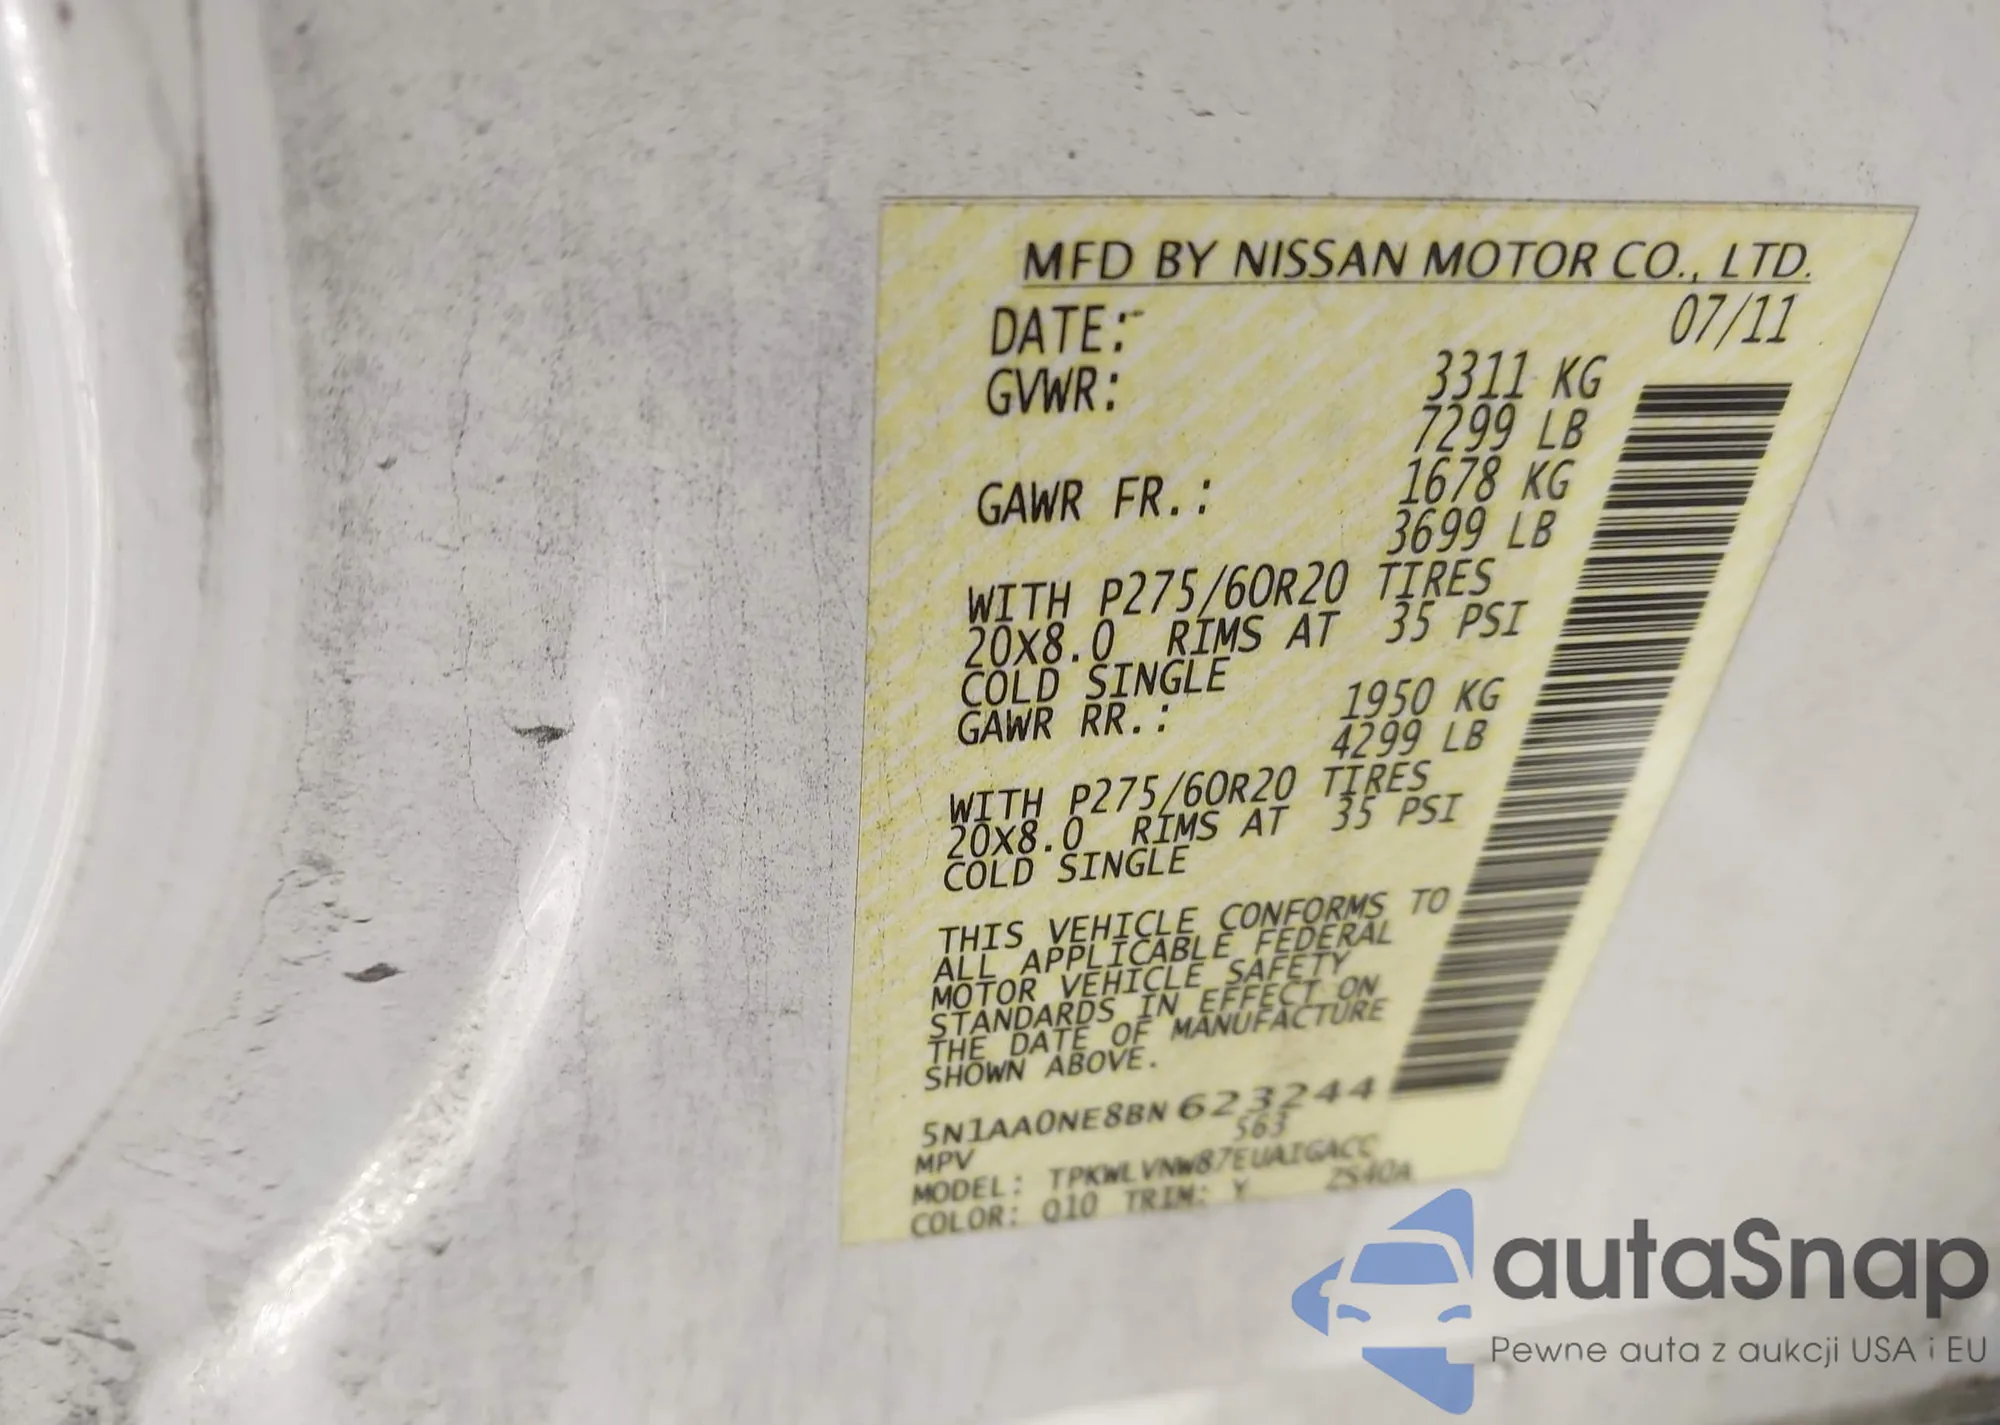 MFD BY NISSAN MOTOR CO., LTD.
DATE: 07/11
GVWR: 3311 KG
7299 LB
GAWR FR.: 1678 KG
3699 LB
WITH P275/60R20 TIRES
20X8.0 RIMS AT 35 PSI
COLD SINGLE
GAWR RR.: 1950 KG
4299 LB
WITH P275/60R20 TIRES
20X8.0 RIMS AT 35 PSI
COLD SINGLE
THIS VEHICLE CONFORMS TO
ALL APPLICABLE FEDERAL
MOTOR VEHICLE SAFETY
STANDARDS IN EFFECT ON
THE DATE OF MANUFACTURE
SHOWN ABOVE.
5N1AA0NE8BN623244
MPV 563
MODEL: TPKWLVNW87EUAIGACC
COLOR: Q10 TRIM: Y ZS40A
autaSnap
Pewne auta z aukcji USA i EU